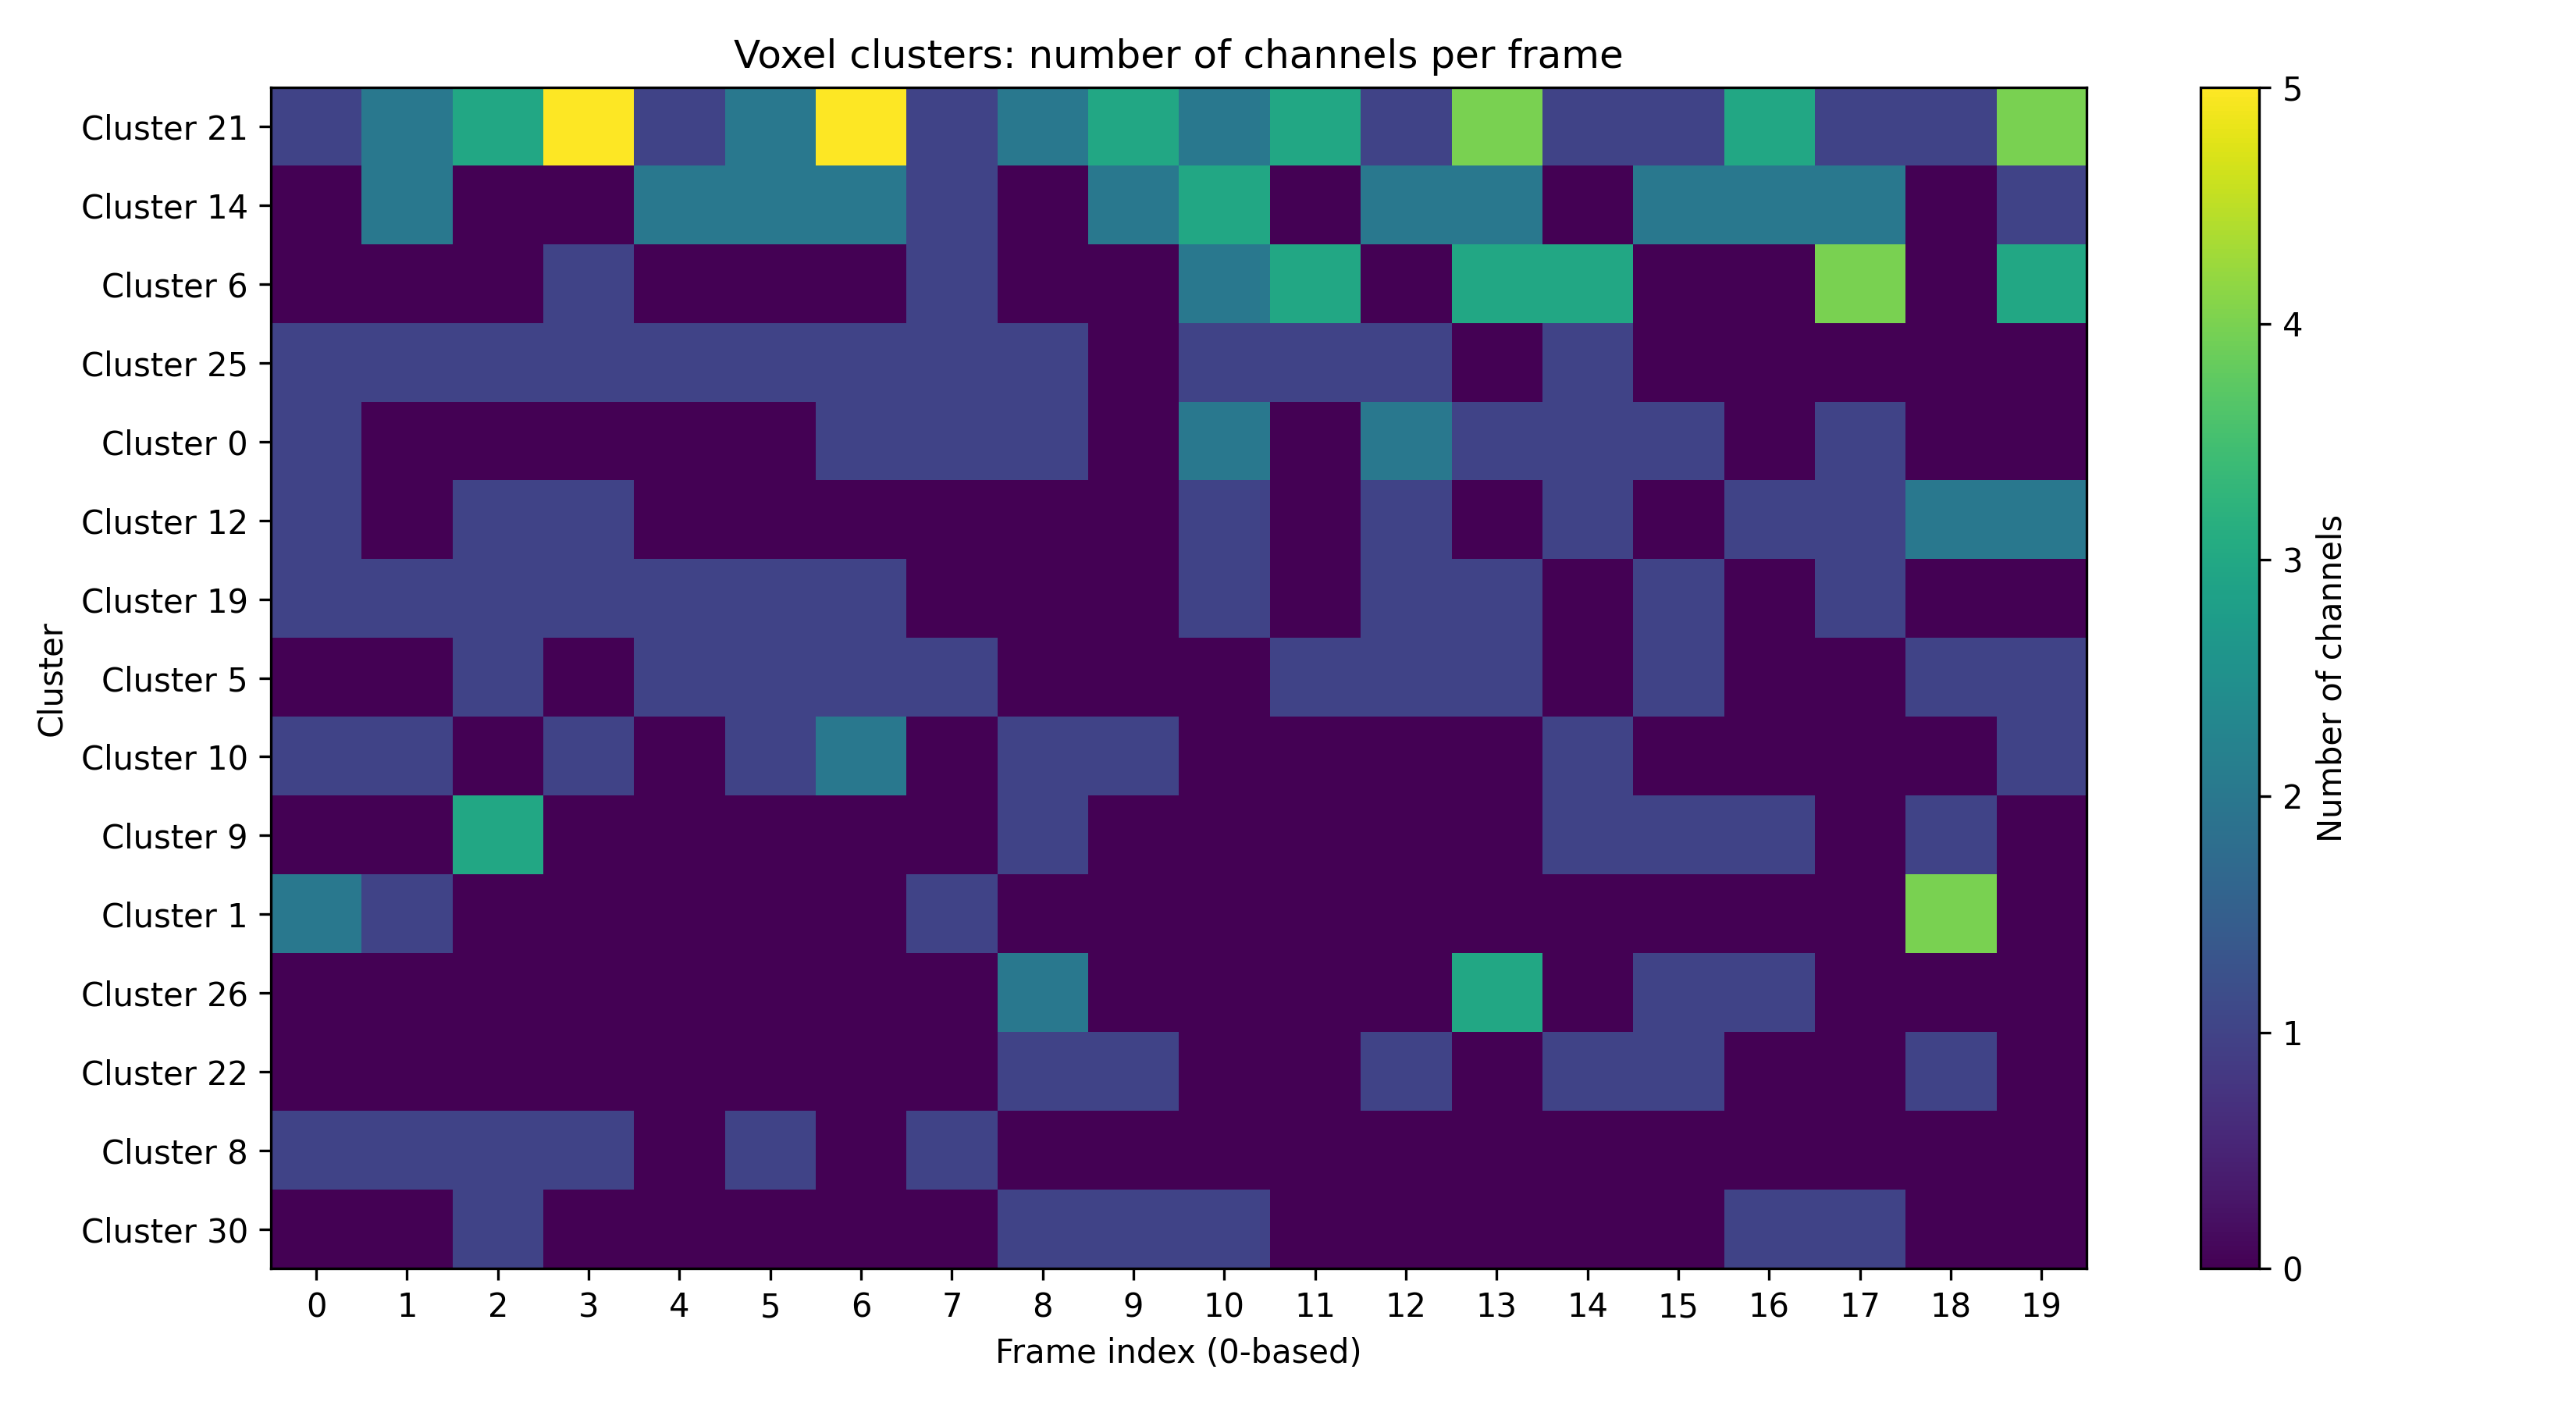 Voxel clusters: number of channels per frame
Cluster
Cluster 21
Cluster 14
Cluster 6
Cluster 25
Cluster 0
Cluster 12
Cluster 19
Cluster 5
Cluster 10
Cluster 9
Cluster 1
Cluster 26
Cluster 22
Cluster 8
Cluster 30
0 1 2 3 4 5 6 7 8 9 10 11 12 13 14 15 16 17 18 19
Frame index (0-based)
5
4
3
2
1
0
Number of channels